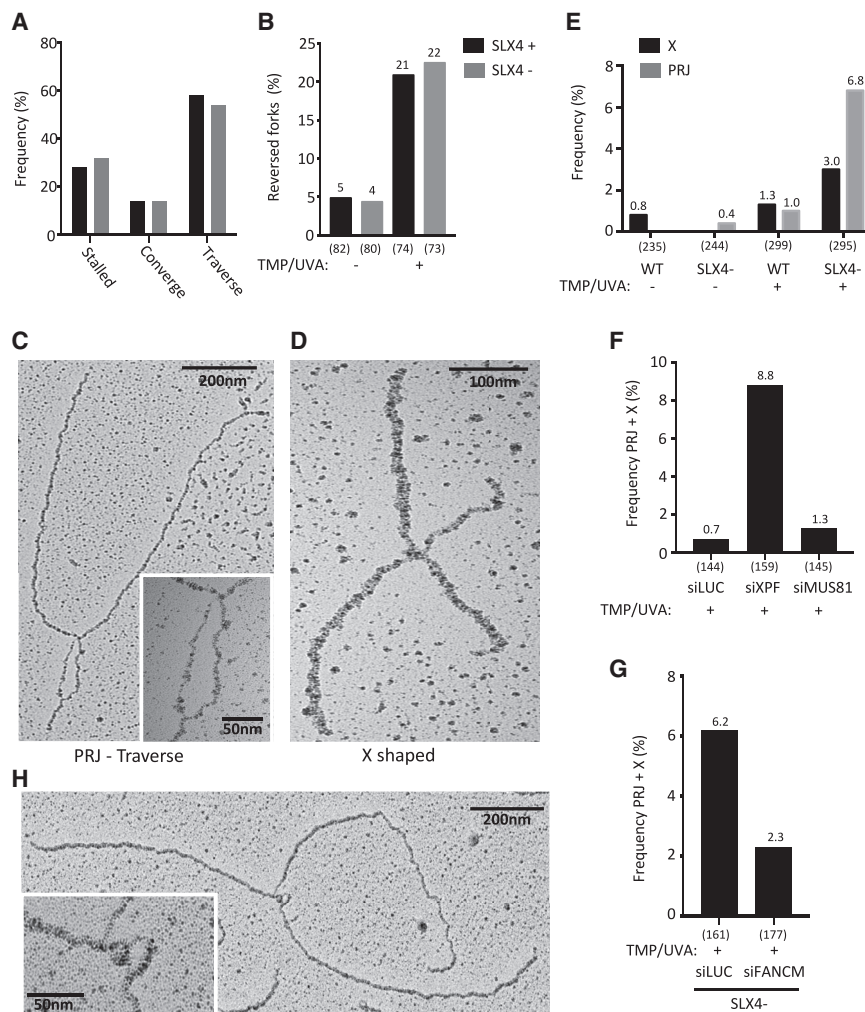 A
Frequency (%)
80
60
40
20
0
Stalled
Converge
Traverse
B
Reversed forks (%)
25
20
15
10
5
0
5
4
21
22
(82) (80) (74) (73)
TMP/UVA: - +
SLX4 +
SLX4 -
E
X
PRJ
Frequency (%)
8
6
4
2
0
0.8
0.4
1.3
1.0
3.0
6.8
(235) (244) (299) (295)
WT SLX4- WT SLX4-
TMP/UVA: - - + +
C
200nm
50nm
PRJ - Traverse
D
100nm
X shaped
F
Frequency PRJ + X (%)
10
8
6
4
2
0
0.7
8.8
1.3
(144) (159) (145)
siLUC siXPF siMUS81
TMP/UVA: + + +
G
Frequency PRJ + X (%)
8
6
4
2
0
6.2
2.3
(161) (177)
TMP/UVA: + +
siLUC siFANCM
SLX4-
H
200nm
50nm